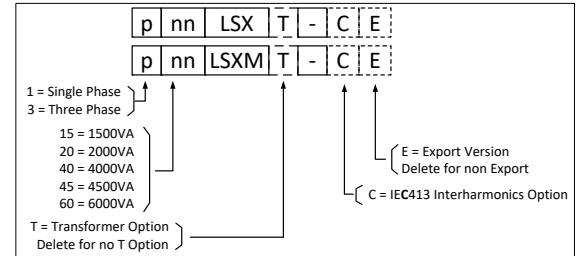 p nn LSX T - C E
p nn LSXM T - C E
1 = Single Phase
3 = Three Phase
15 = 1500VA
20 = 2000VA
40 = 4000VA
45 = 4500VA
60 = 6000VA
E = Export Version
Delete for non Export
C = IEC413 Interharmonics Option
T = Transformer Option
Delete for no T Option